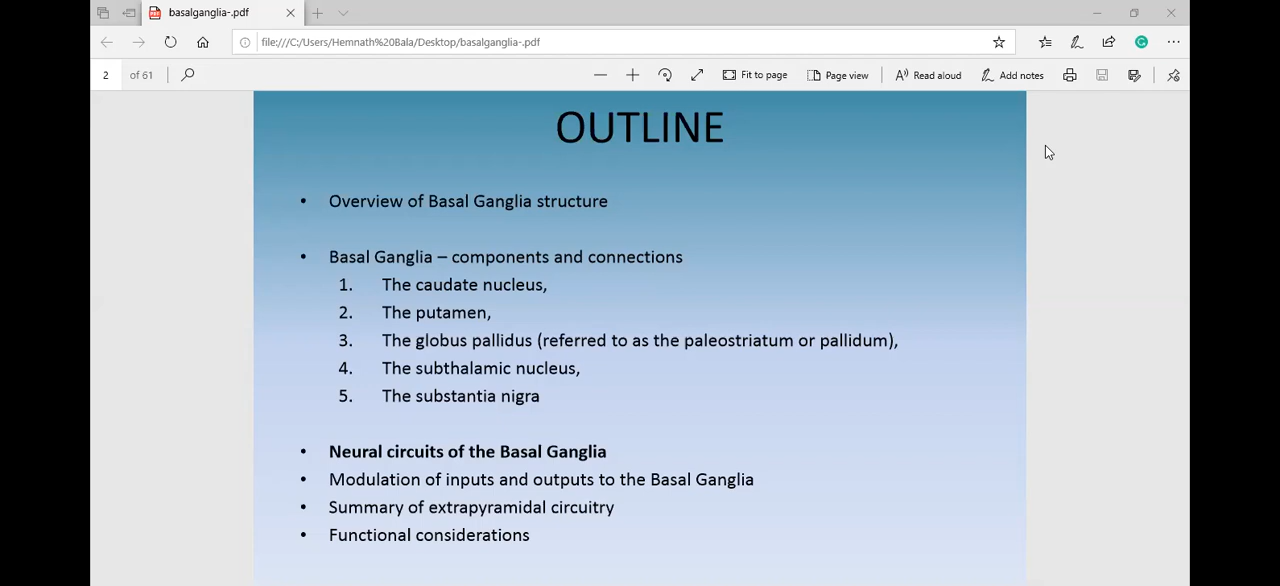 basalganglia-.pdf
file:///C:/Users/Hemnath%20Bala/Desktop/basalganglia-.pdf
2 of 61 Fit to page Page view Read aloud Add notes
OUTLINE
• Overview of Basal Ganglia structure
• Basal Ganglia – components and connections
1. The caudate nucleus,
2. The putamen,
3. The globus pallidus (referred to as the paleostriatum or pallidum),
4. The subthalamic nucleus,
5. The substantia nigra
• Neural circuits of the Basal Ganglia
• Modulation of inputs and outputs to the Basal Ganglia
• Summary of extrapyramidal circuitry
• Functional considerations